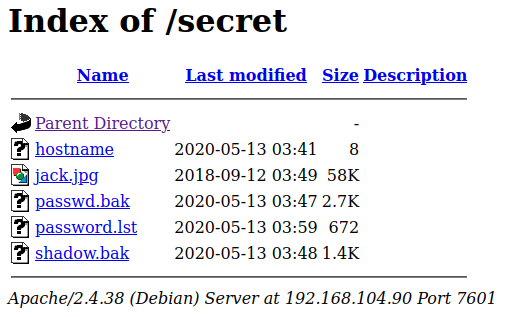 Index of /secret
Name Last modified Size Description
Parent Directory -
hostname 2020-05-13 03:41 8
jack.jpg 2018-09-12 03:49 58K
passwd.bak 2020-05-13 03:47 2.7K
password.lst 2020-05-13 03:59 672
shadow.bak 2020-05-13 03:48 1.4K
Apache/2.4.38 (Debian) Server at 192.168.104.90 Port 7601